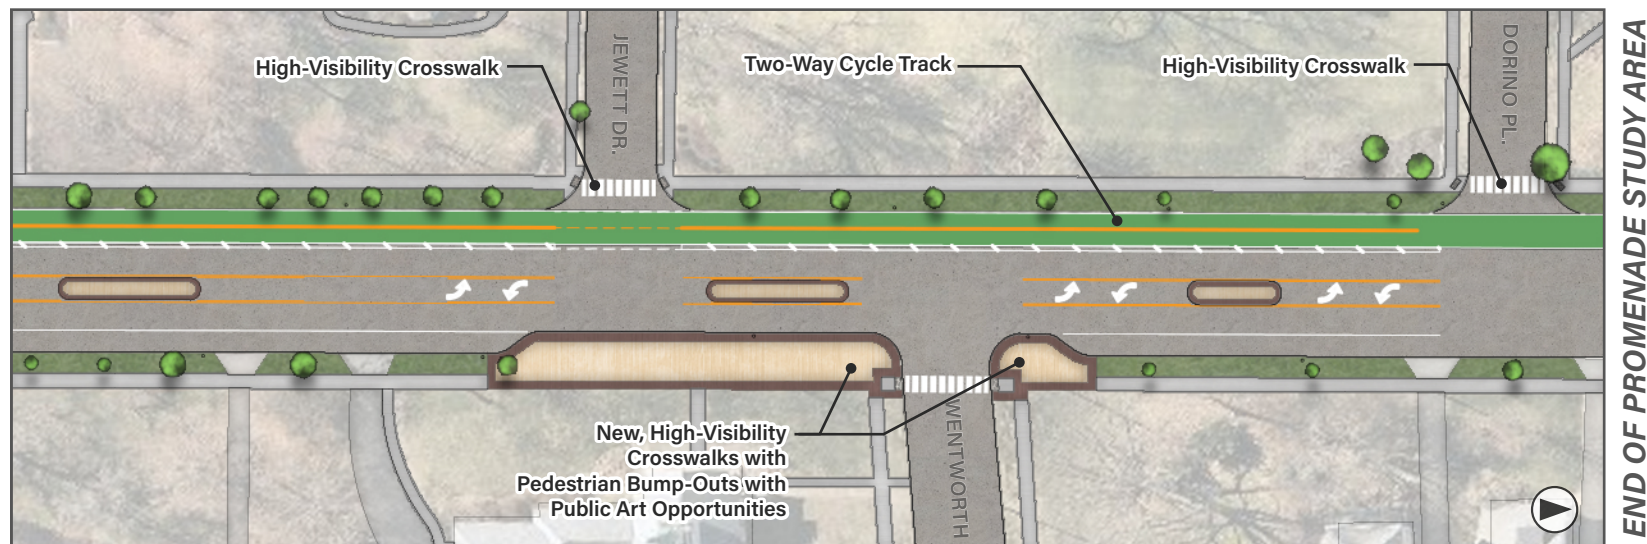 High-Visibility Crosswalk
JEWETT DR.
Two-Way Cycle Track
High-Visibility Crosswalk
DORINO PL.
END OF PROMENADE STUDY AREA
New, High-Visibility
Crosswalks with
Pedestrian Bump-Outs with
Public Art Opportunities
WENTWORTH